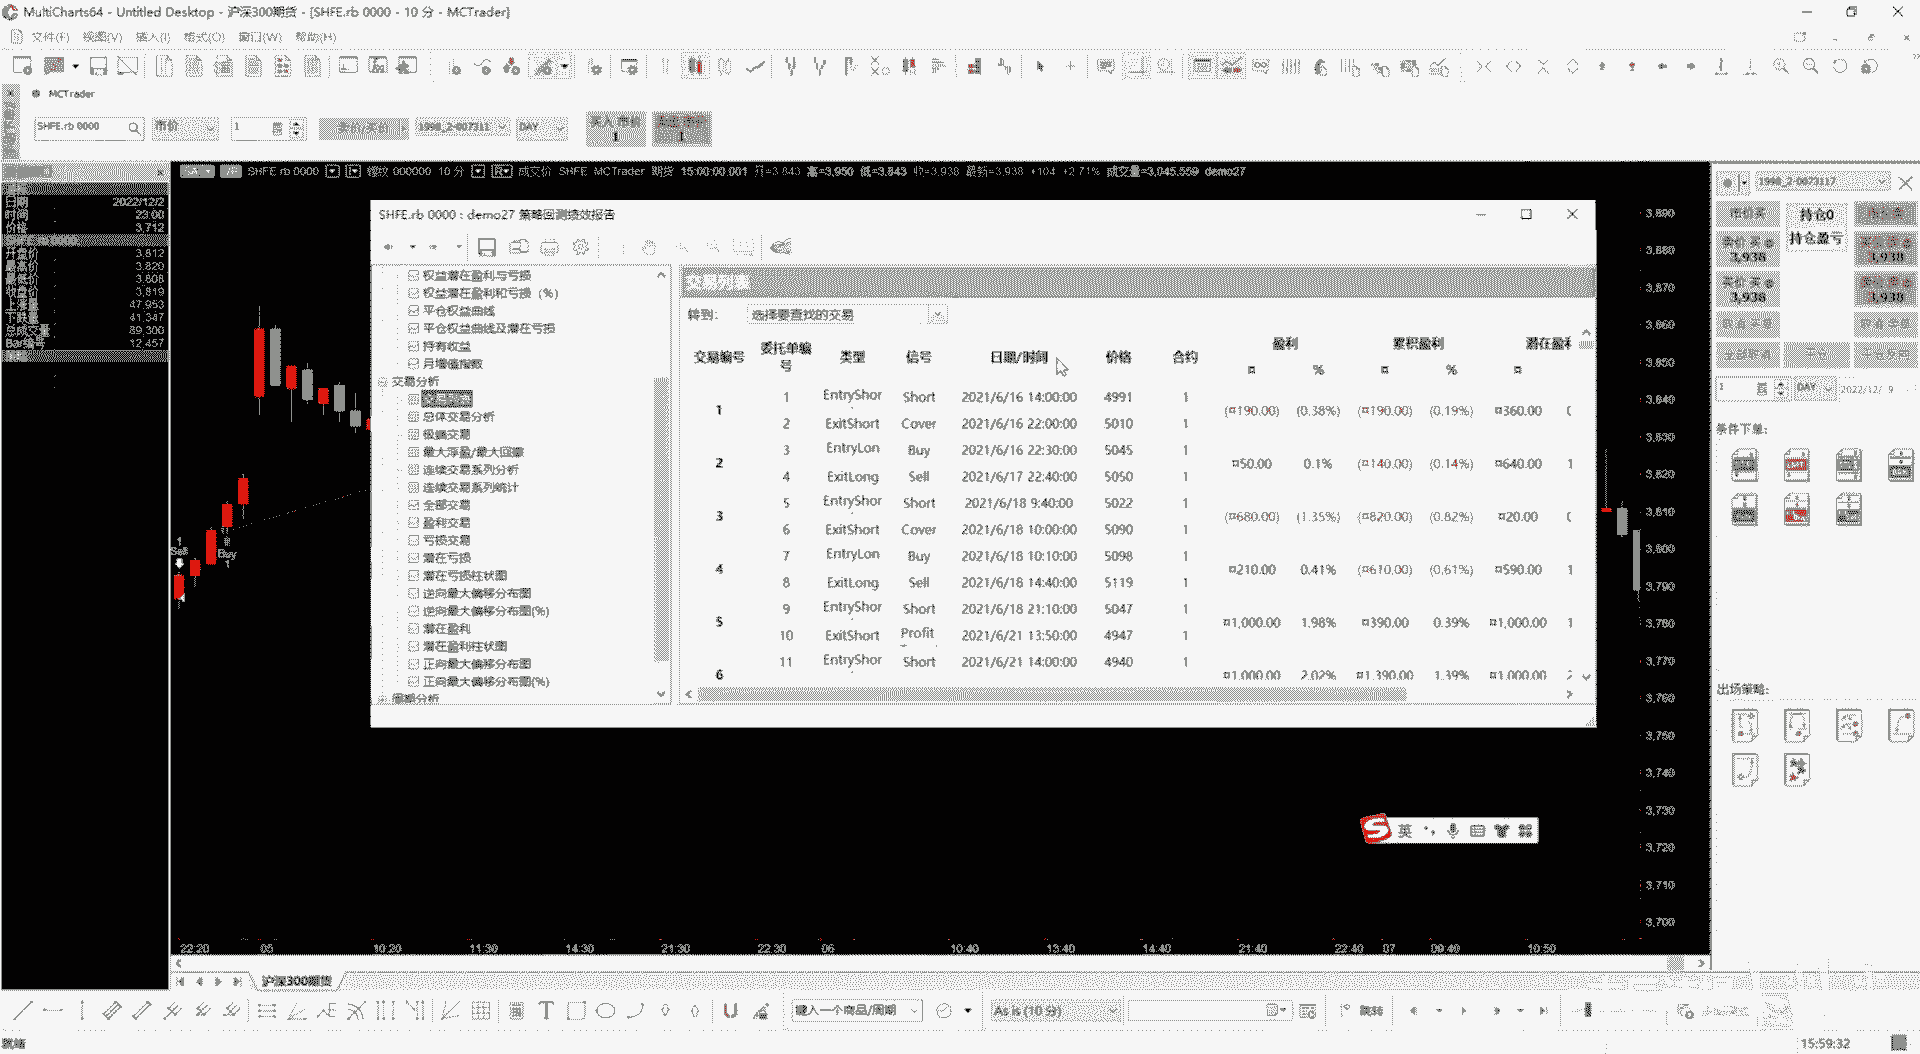 MultiCharts64 - Untitled Desktop - 沪深300期货 - [SHFE.rb 0000 - 10 分 - MCTrader]
文件(F) 视图(V) 插入(I) 格式(O) 窗口(W) 帮助(H)
MCTrader
SHFE.rb 0000 市价 1 卖价/买价 DAY 买入 市价 1
SHFE rb 0000 螺纹 000000 10 分 成交价 SHFE MCTrader 期货 15:00:00.001 开=3,843 高=3,950 低=3,843 收=3,938 最新=3,938 +104 +2.71% 成交量=3,045,559 demo27
日期 2022/12/2
时间 23:00
价格 3,712
SHFE.rb 0000
开盘价 3,812
最高价 3,820
最低价 3,808
收盘价 3,819
上涨量 47,953
下跌量 41,347
总成交量 89,300
Bar编号 12,457
SHFE.rb 0000 : demo27 策略回测绩效报告
权益潜在盈利与亏损
权益潜在盈利和亏损（%）
平仓权益曲线
平仓权益曲线及潜在亏损
持有收益
月增值指数
交易分析
交易列表
总体交易分析
极端交易
最大浮盈/最大回撤
连续交易系列分析
连续交易系列统计
全部交易
盈利交易
亏损交易
潜在亏损
潜在亏损柱状图
逆向最大偏移分布图
逆向最大偏移分布图(%)
潜在盈利
潜在盈利柱状图
正向最大偏移分布图
正向最大偏移分布图(%)
周期分析
交易列表
转到: 选择要查找的交易
交易编号 委托单编号 类型 信号 日期/时间 价格 合约 盈利 累积盈利 潜在盈利
¤ % ¤ % ¤
1 EntryShor Short 2021/6/16 14:00:00 4991 1
1 (¤190.00) (0.38%) (¤190.00) (0.19%) ¤360.00
2 ExitShort Cover 2021/6/16 22:00:00 5010
3 EntryLon Buy 2021/6/16 22:30:00 5045 1
2 ¤50.00 0.1% (¤140.00) (0.14%) ¤640.00 1
4 ExitLong Sell 2021/6/17 22:40:00 5050
5 EntryShor Short 2021/6/18 9:40:00 5022 1
3 (¤680.00) (1.35%) (¤820.00) (0.82%) ¤20.00
6 ExitShort Cover 2021/6/18 10:00:00 5090
7 EntryLon Buy 2021/6/18 10:10:00 5098 1
4 ¤210.00 0.41% (¤610.00) (0.61%) ¤590.00 1
8 ExitLong Sell 2021/6/18 14:40:00 5119
9 EntryShor Short 2021/6/18 21:10:00 5047 1
5 ¤1,000.00 1.98% ¤390.00 0.39% ¤1,000.00 1
10 ExitShort Profit 2021/6/21 13:50:00 4947
11 EntryShor Short 2021/6/21 14:00:00 4940 1
6 ¤1,000.00 2.02% ¤1,390.00 1.39% ¤1,000.00
Sell
Buy
3,890
3,880
3,870
3,860
3,850
3,840
3,830
3,820
3,810
3,800
3,790
3,780
3,770
3,760
3,750
3,740
3,730
3,720
3,710
3,700
市价买 持仓0
持仓盈亏
3,938 3,938
3,938 3,938
平仓
1 DAY 2022/12/ 9
条件下单:
出场策略:
英
22:20 05 10:20 11:30 14:30 21:30 22:30 06 10:40 13:40 14:40 21:40 22:40 07 09:40 10:50
沪深300期货
键入一个商品/周期 As is (10 分) 跳转
就绪 15:59:32